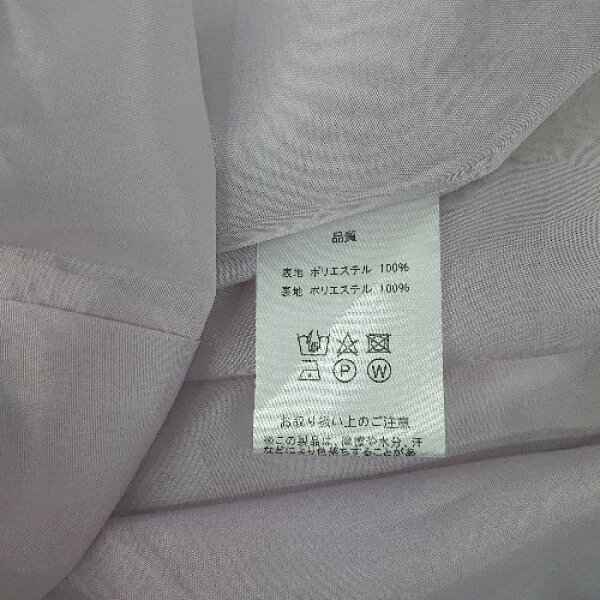 品質
表地 ポリエステル 100%
裏地 ポリエステル 100%
P W
お取り扱い上のご注意
※この製品は、摩擦や水分、汗
などにより色落ちすることがあ